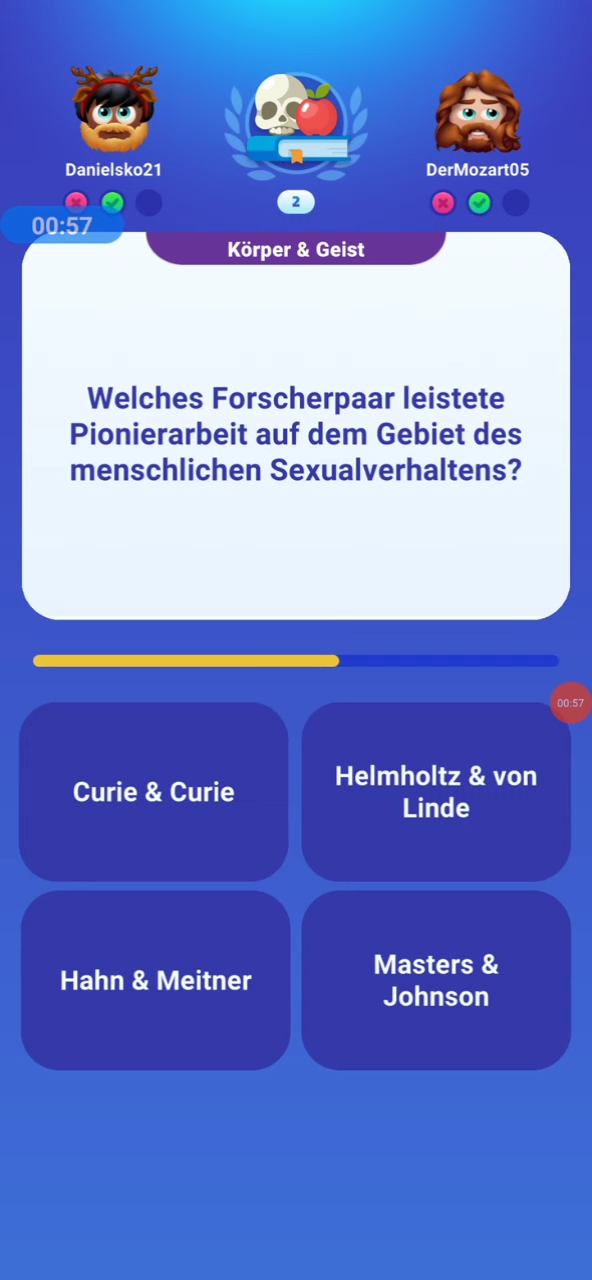 Danielsko21
DerMozart05
2
00:57
Körper & Geist
Welches Forscherpaar leistete
Pionierarbeit auf dem Gebiet des
menschlichen Sexualverhaltens?
00:57
Curie & Curie
Helmholtz & von
Linde
Hahn & Meitner
Masters &
Johnson